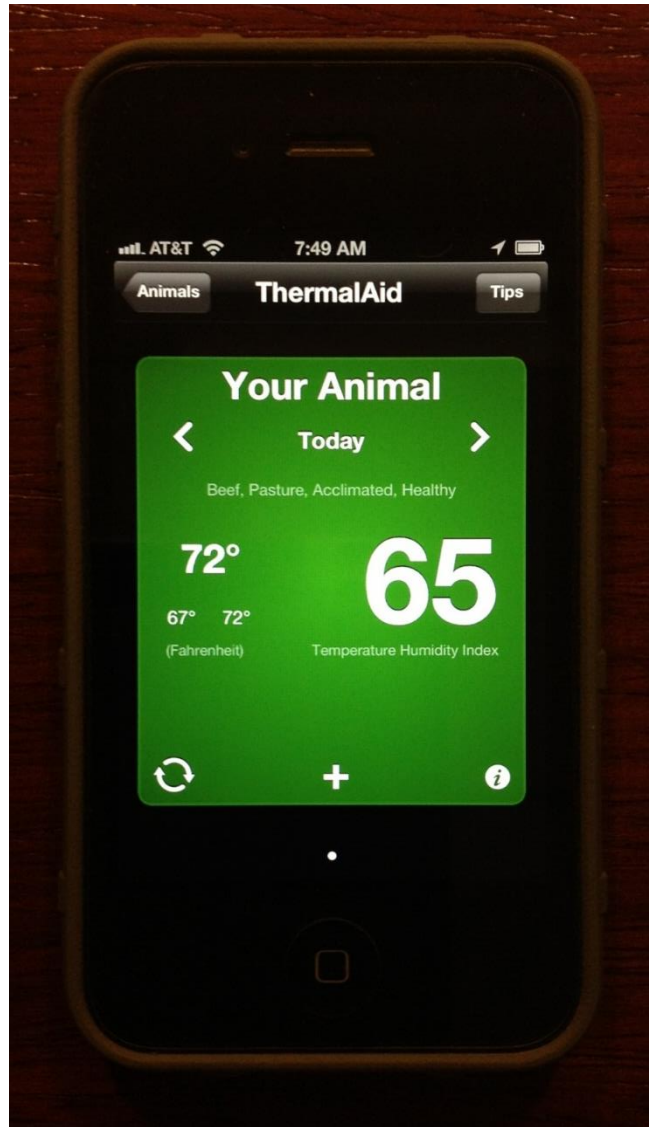 AT&T 7:49 AM
Animals ThermalAid Tips
Your Animal
Today
Beef, Pasture, Acclimated, Healthy
72° 65
67° 72°
(Fahrenheit) Temperature Humidity Index
i